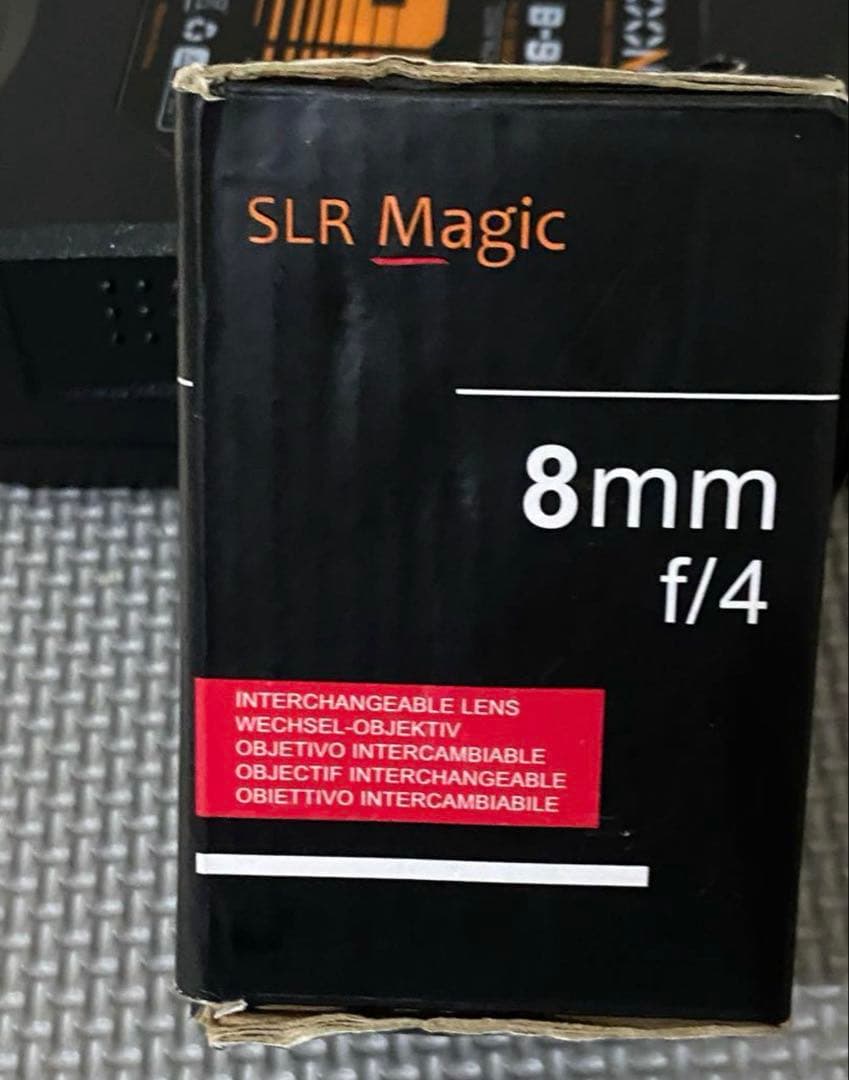 SLR Magic
8mm
f/4
INTERCHANGEABLE LENS
WECHSEL-OBJEKTIV
OBJETIVO INTERCAMBIABLE
OBJECTIF INTERCHANGEABLE
OBIETTIVO INTERCAMBIABILE